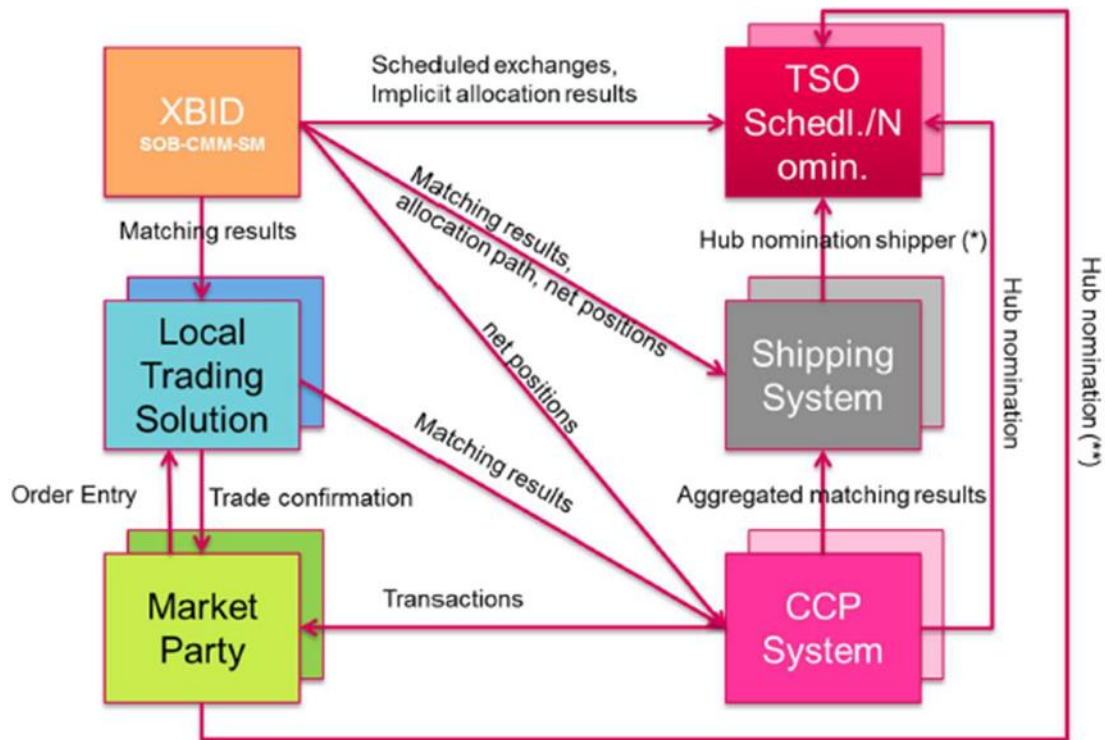 XBID
SOB-CMM-SM
Scheduled exchanges,
Implicit allocation results
TSO
Schedl./N
omin.
Matching results
Matching results,
allocation path, net positions
Hub nomination shipper (*)
Local
Trading
Solution
net positions
Shipping
System
Hub nomination
Hub nomination (**)
Matching results
Order Entry
Trade confirmation
Aggregated matching results
Market
Party
Transactions
CCP
System